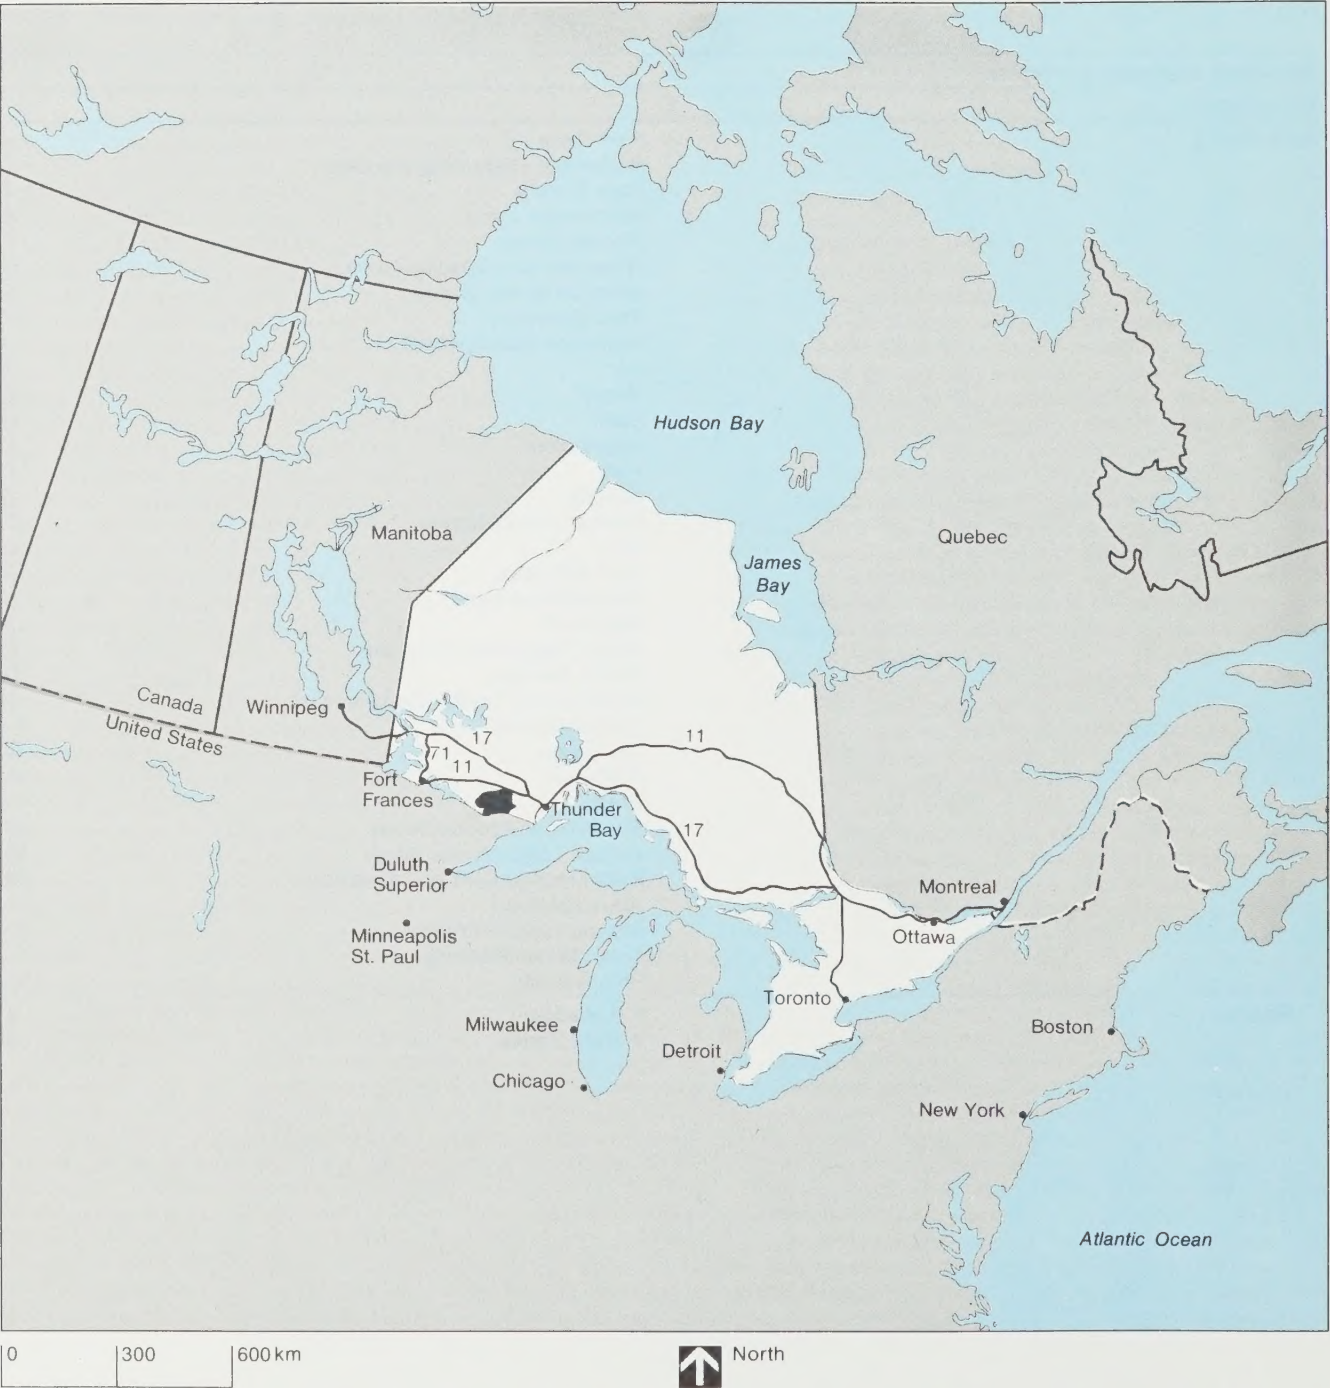 Hudson Bay
Manitoba
Quebec
James
Bay
Canada
United States
Winnipeg
17
71
11
11
Fort
Frances
Thunder
Bay
17
Duluth
Superior
Montreal
Minneapolis
St. Paul
Ottawa
Toronto
Milwaukee
Boston
Detroit
Chicago
New York
Atlantic Ocean
0 300 600 km
North